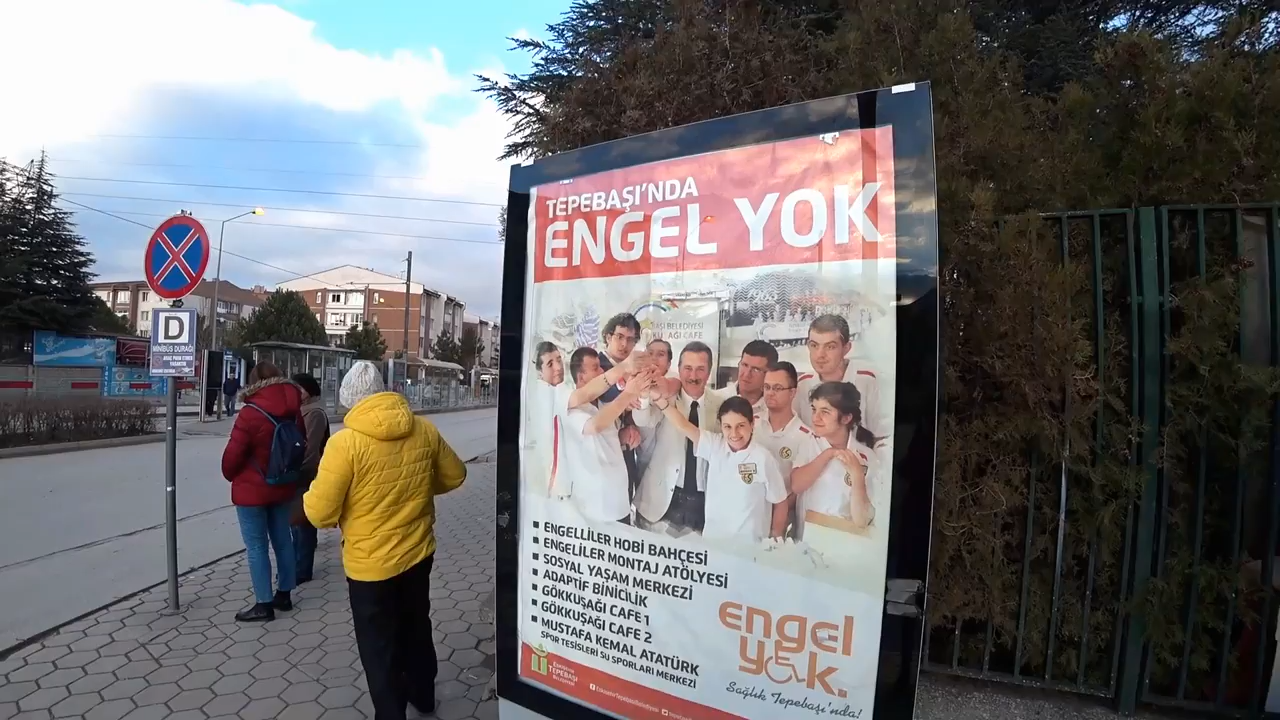 D
MİNİBÜS DURAĞI
TEPEBAŞI'NDA
ENGEL YOK
ENGELLİLER HOBİ BAHÇESİ
ENGELİLER MONTAJ ATÖLYESİ
SOSYAL YAŞAM MERKEZİ
ADAPTİF BİNİCİLİK
GÖKKUŞAĞI CAFE 1
GÖKKUŞAĞI CAFE 2
MUSTAFA KEMAL ATATÜRK
SPOR TESİSLERİ SU SPORLARI MERKEZİ
engel
yok.
Sağlık Tepebaşı'nda!
TEPEBAŞI